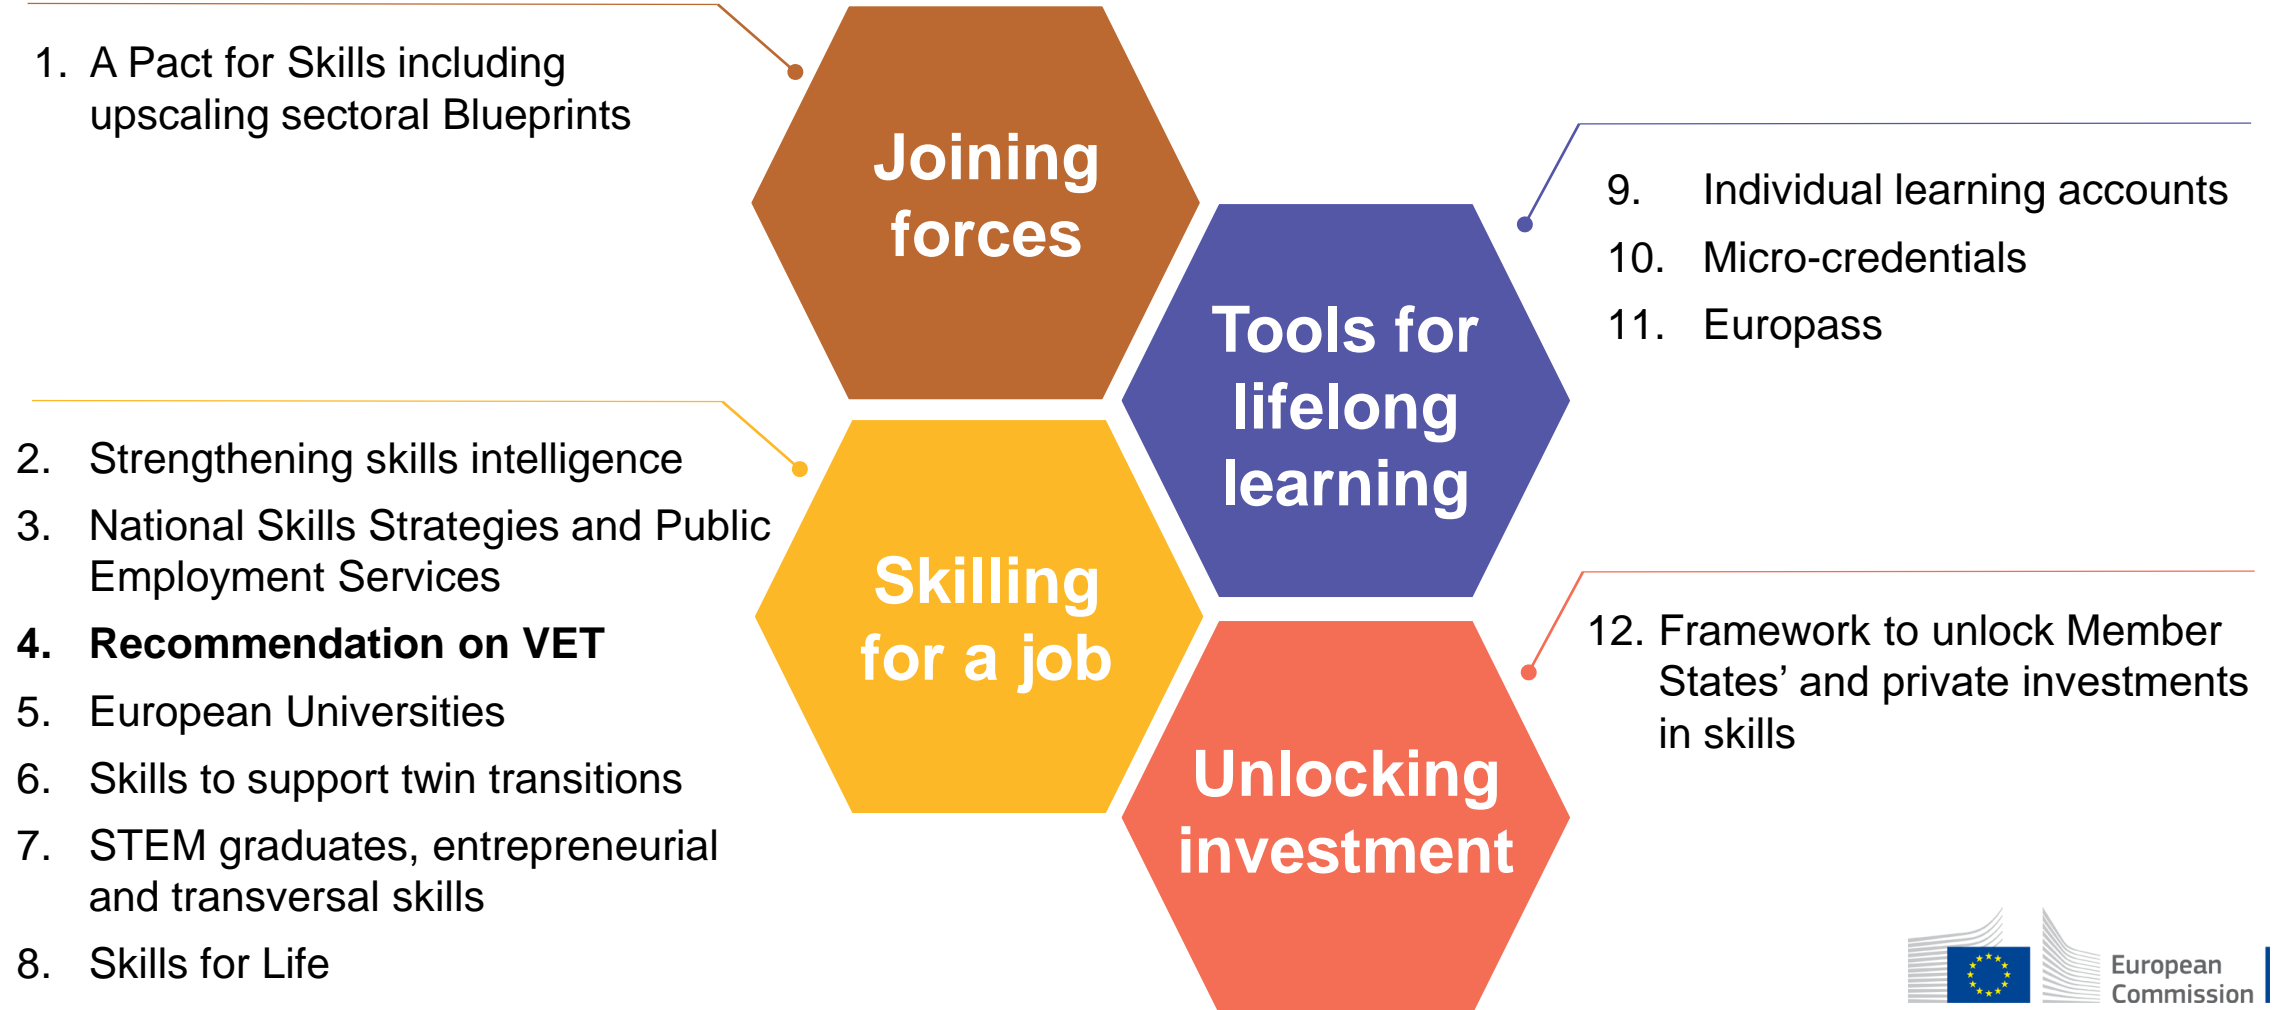 1. A Pact for Skills including
upscaling sectoral Blueprints
Joining
forces
2. Strengthening skills intelligence
3. National Skills Strategies and Public
Employment Services
4. Recommendation on VET
5. European Universities
6. Skills to support twin transitions
7. STEM graduates, entrepreneurial
and transversal skills
8. Skills for Life
Skilling
for a job
Tools for
lifelong
learning
9. Individual learning accounts
10. Micro-credentials
11. Europass
Unlocking
investment
12. Framework to unlock Member
States’ and private investments
in skills
European
Commission